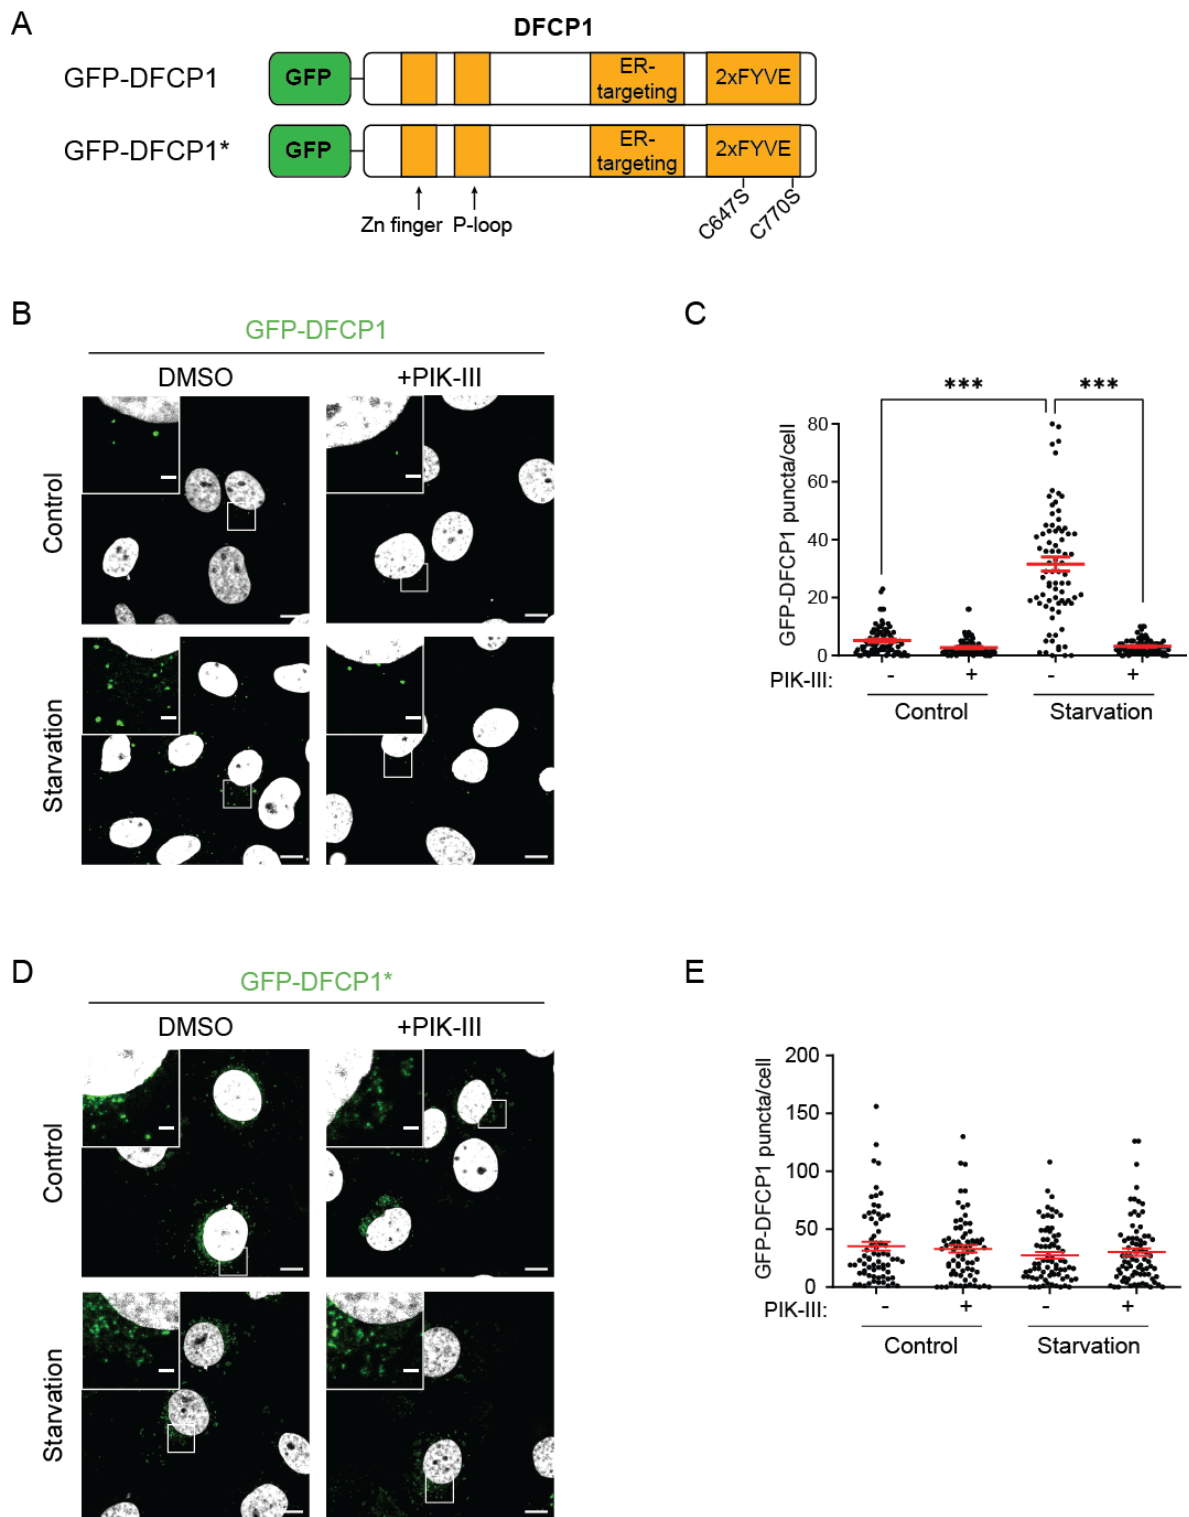 A
DFCP1
GFP-DFCP1
GFP
ER-
targeting
2xFYVE
GFP-DFCP1*
GFP
ER-
targeting
2xFYVE
Zn finger
P-loop
C647S
C770S
B
GFP-DFCP1
DMSO
+PIK-III
Control
Starvation
C
***
***
GFP-DFCP1 puncta/cell
80
60
40
20
0
PIK-III:
-
+
-
+
Control
Starvation
D
GFP-DFCP1*
DMSO
+PIK-III
Control
Starvation
E
GFP-DFCP1 puncta/cell
200
150
100
50
0
PIK-III:
-
+
-
+
Control
Starvation